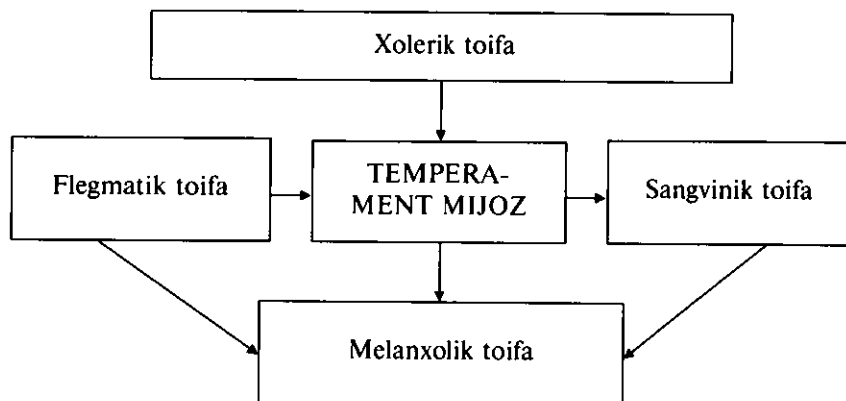 Xolerik toifa
Flegmatik toifa
TEMPERA-
MENT MIJOZ
Sangvinik toifa
Melanxolik toifa